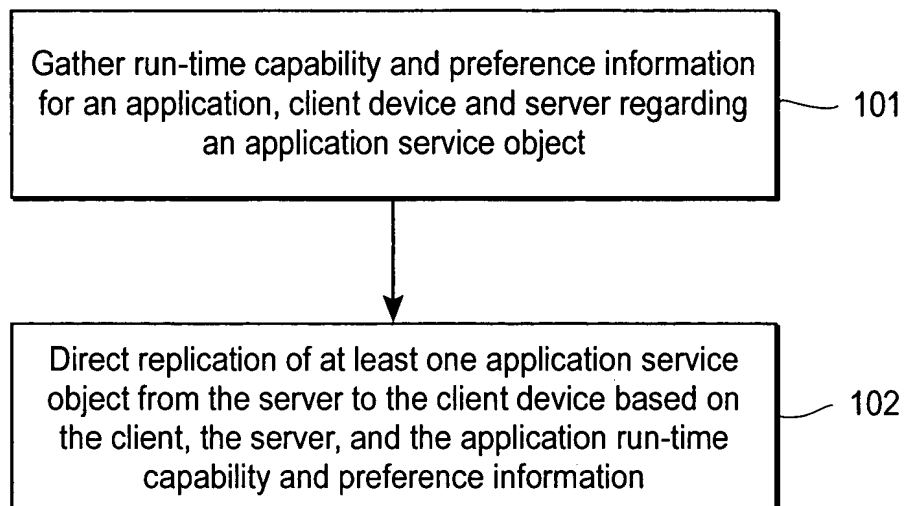 Gather run-time capability and preference information
for an application, client device and server regarding
an application service object
101
Direct replication of at least one application service
object from the server to the client device based on
the client, the server, and the application run-time
capability and preference information
102